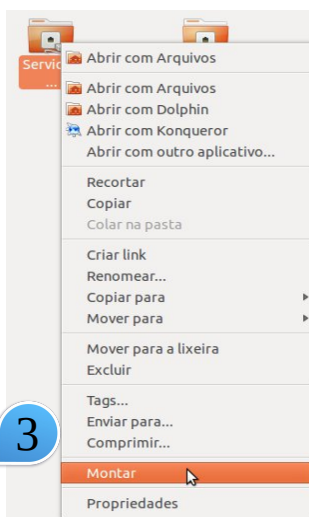 Servic
...
Abrir com Arquivos
Abrir com Arquivos
Abrir com Dolphin
Abrir com Konqueror
Abrir com outro aplicativo...
Recortar
Copiar
Colar na pasta
Criar link
Renomear...
Copiar para
Mover para
Mover para a lixeira
Excluir
Tags...
Enviar para...
Comprimir...
3
Montar
Propriedades